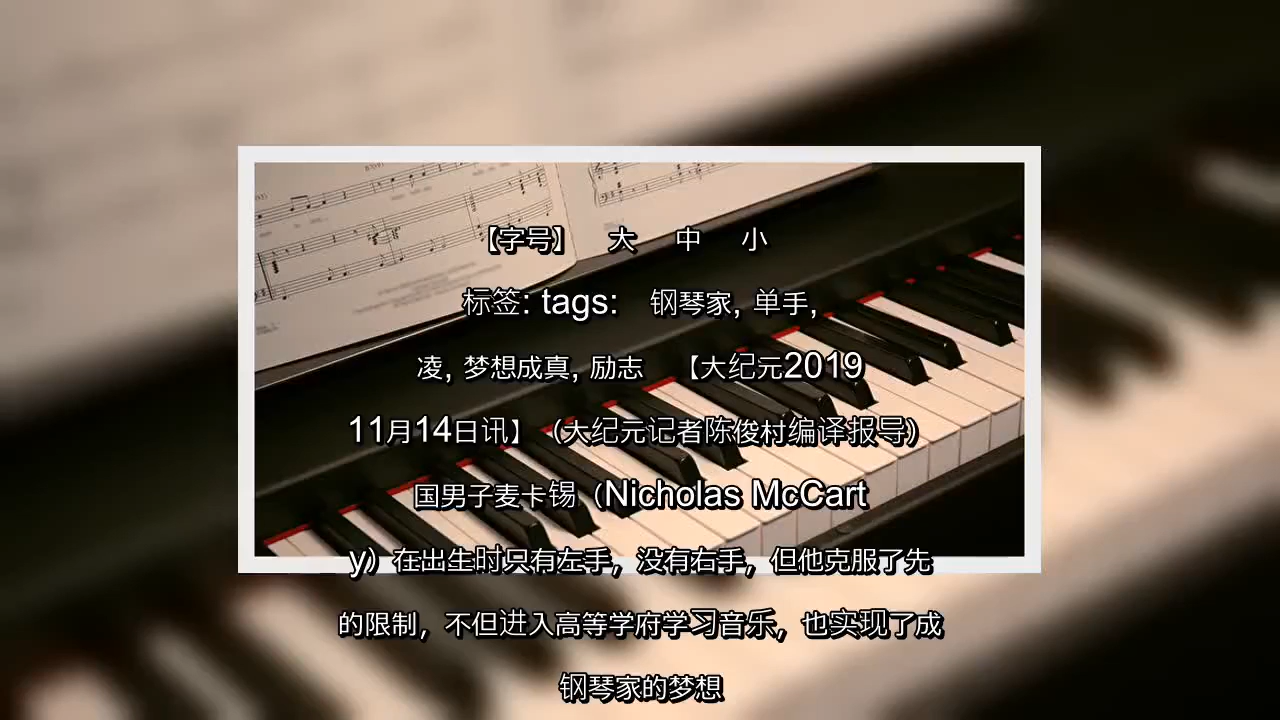 【字号】 大 中 小
标签: tags: 钢琴家, 单手,
凌, 梦想成真, 励志 【大纪元2019
11月14日讯】（大纪元记者陈俊村编译报导）
国男子麦卡锡（Nicholas McCart
y）在出生时只有左手，没有右手，但他克服了先
的限制，不但进入高等学府学习音乐，也实现了成
钢琴家的梦想